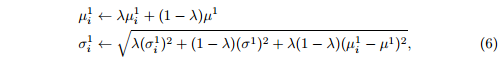 μ_i^1 ← λμ_i^1 + (1 − λ)μ^1
σ_i^1 ← √(λ(σ_i^1)^2 + (1 − λ)(σ^1)^2 + λ(1 − λ)(μ_i^1 − μ^1)^2), (6)